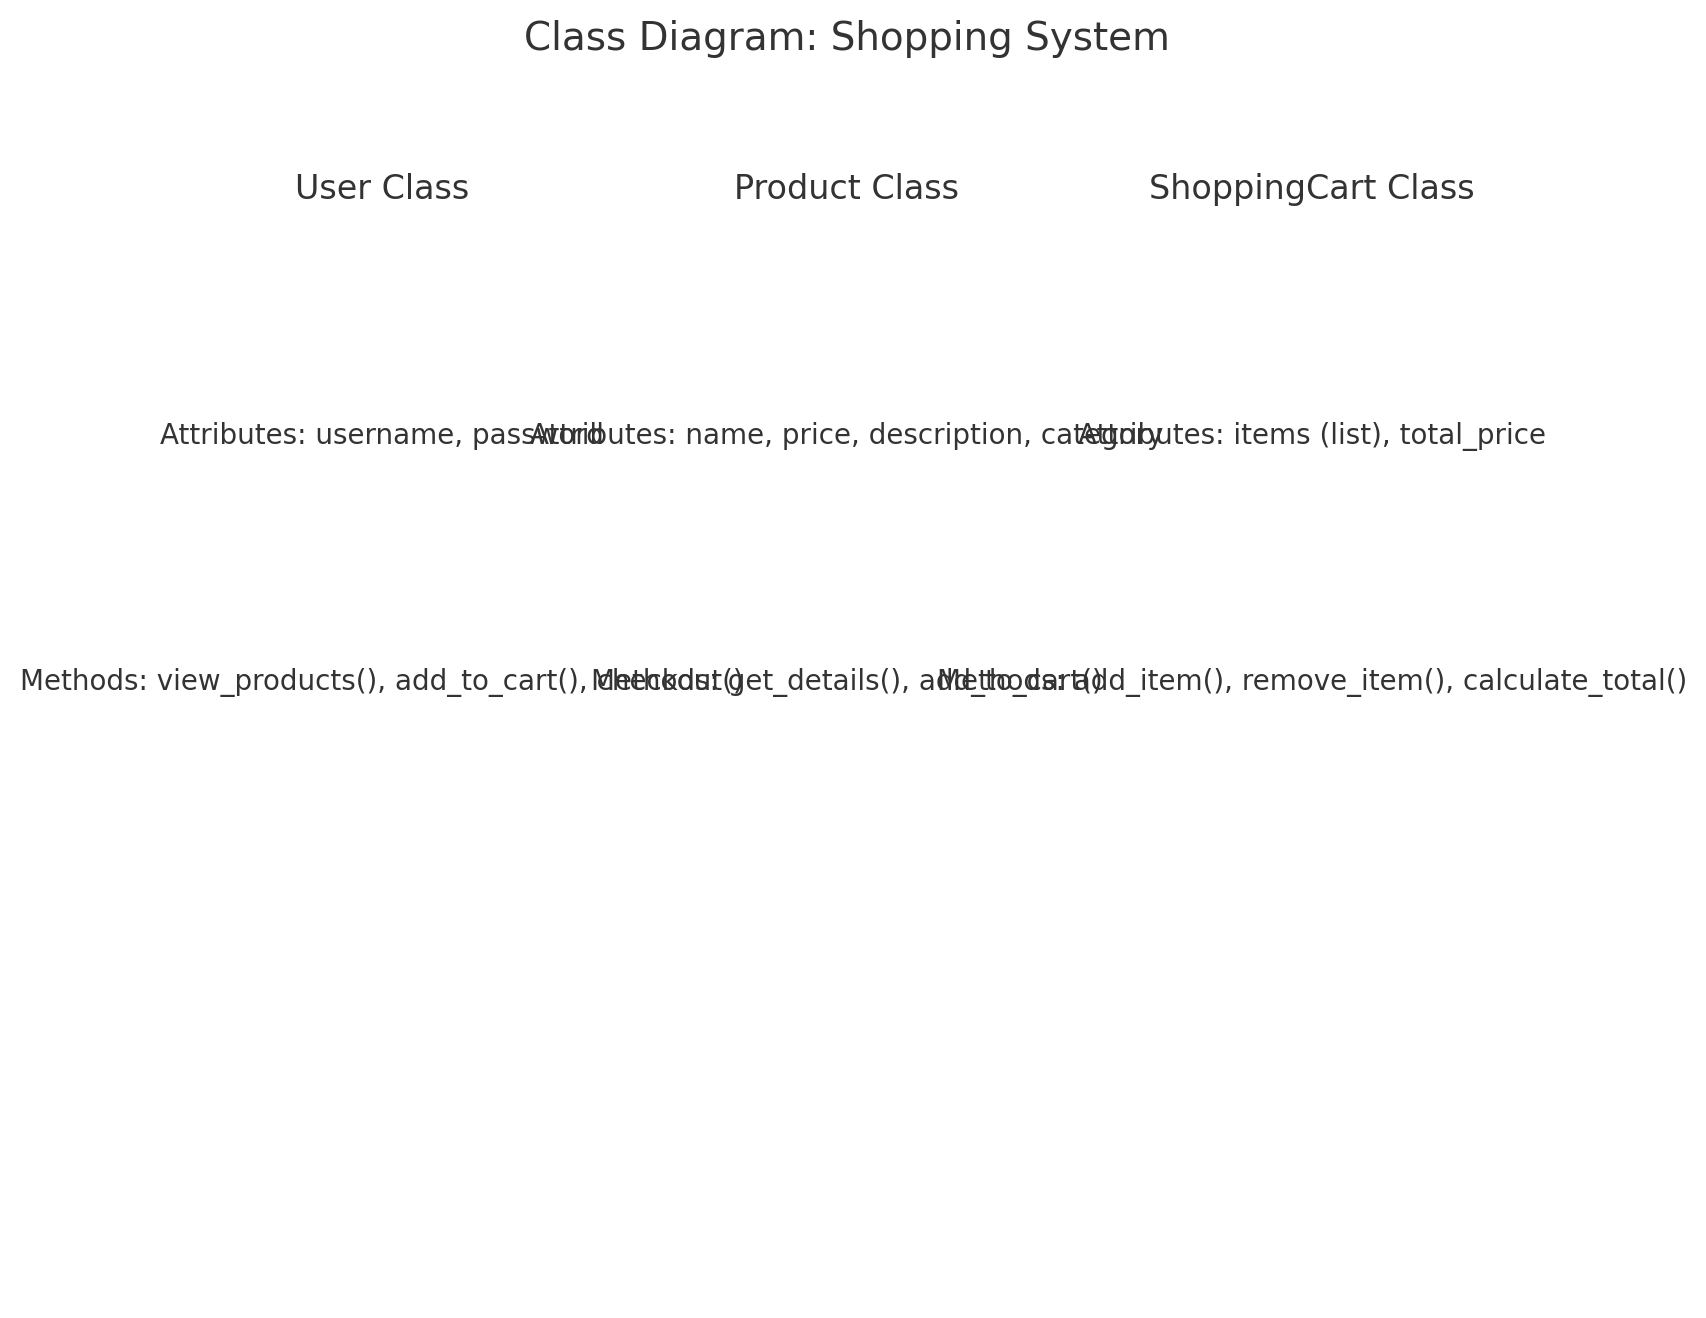 Class Diagram: Shopping System
User Class
Product Class
ShoppingCart Class
Attributes: username, password
Attributes: name, price, description, category
Attributes: items (list), total_price
Methods: view_products(), add_to_cart(), checkout()
Methods: get_details(), add_to_cart()
Methods: add_item(), remove_item(), calculate_total()